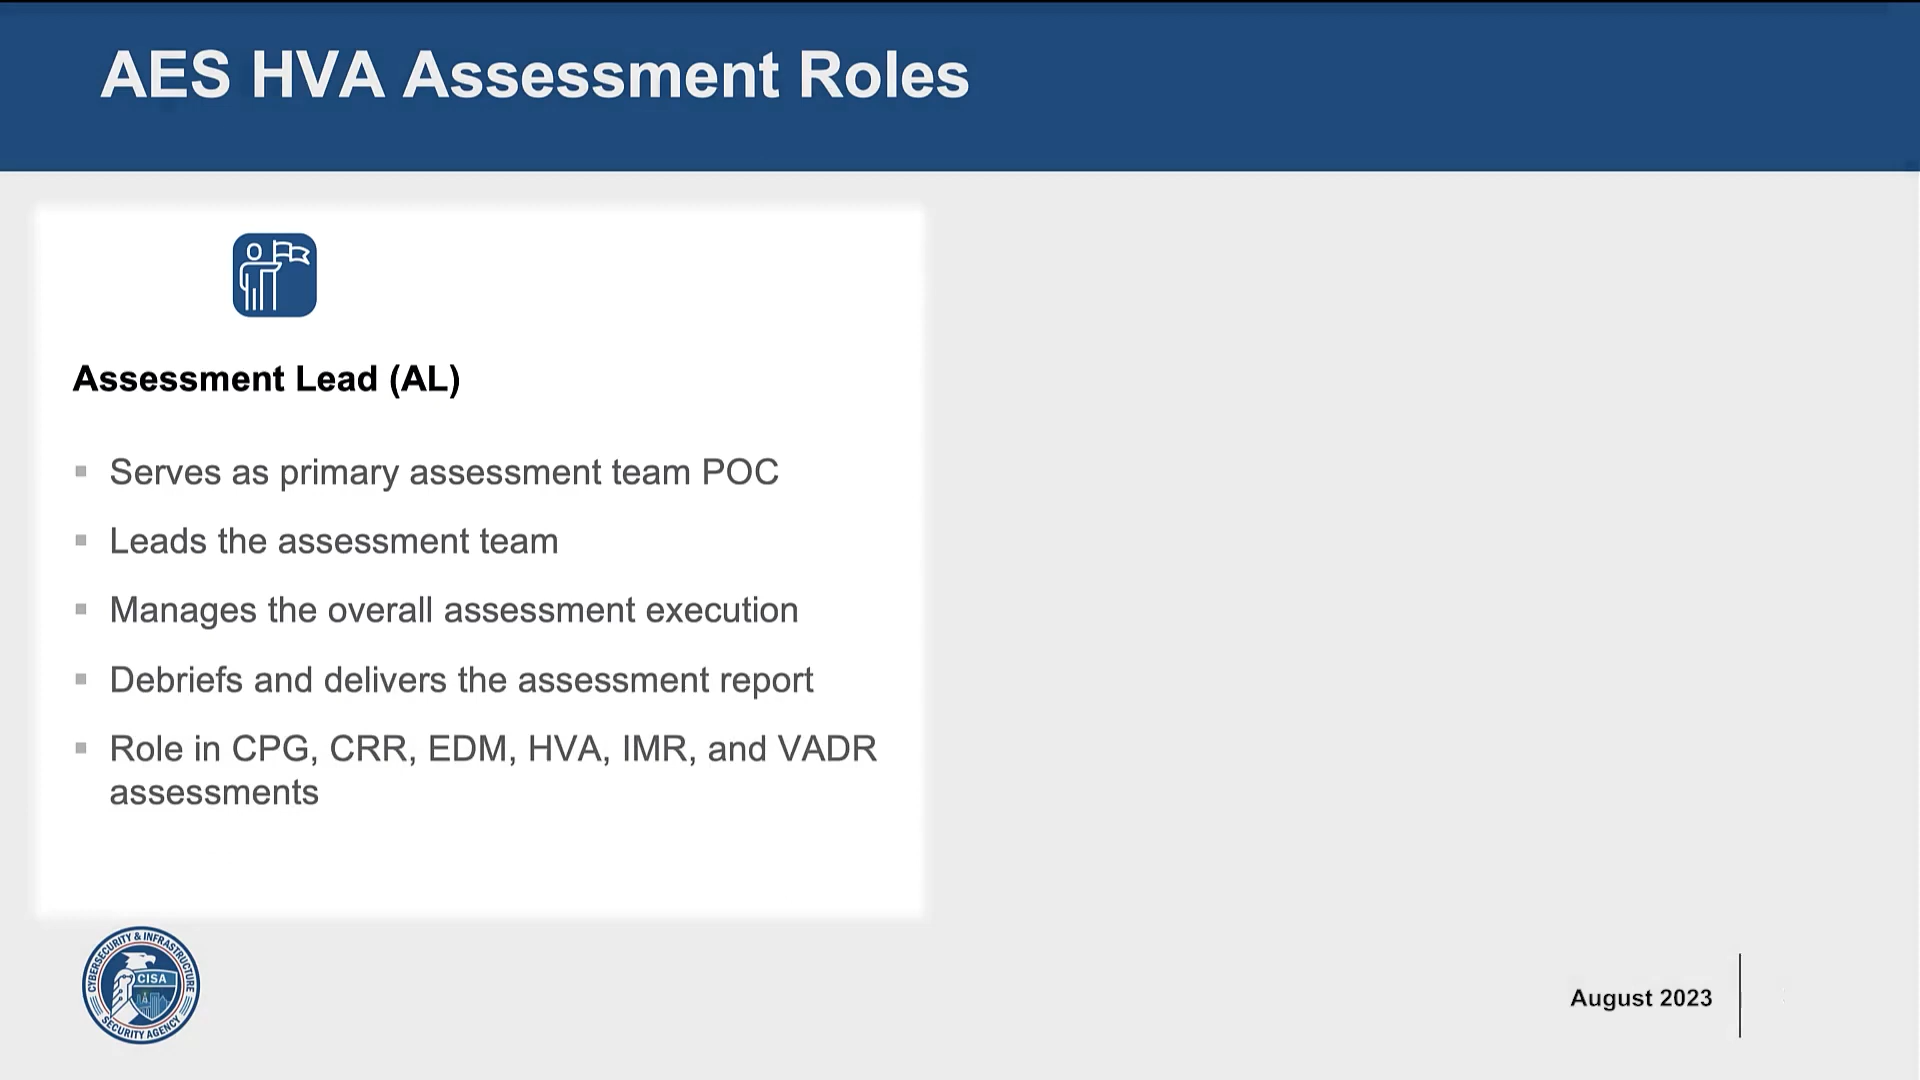 AES HVA Assessment Roles
Assessment Lead (AL)
Serves as primary assessment team POC
Leads the assessment team
Manages the overall assessment execution
Debriefs and delivers the assessment report
Role in CPG, CRR, EDM, HVA, IMR, and VADR
assessments
CYBERSECURITY & INFRASTRUCTURE
CISA
SECURITY AGENCY
August 2023